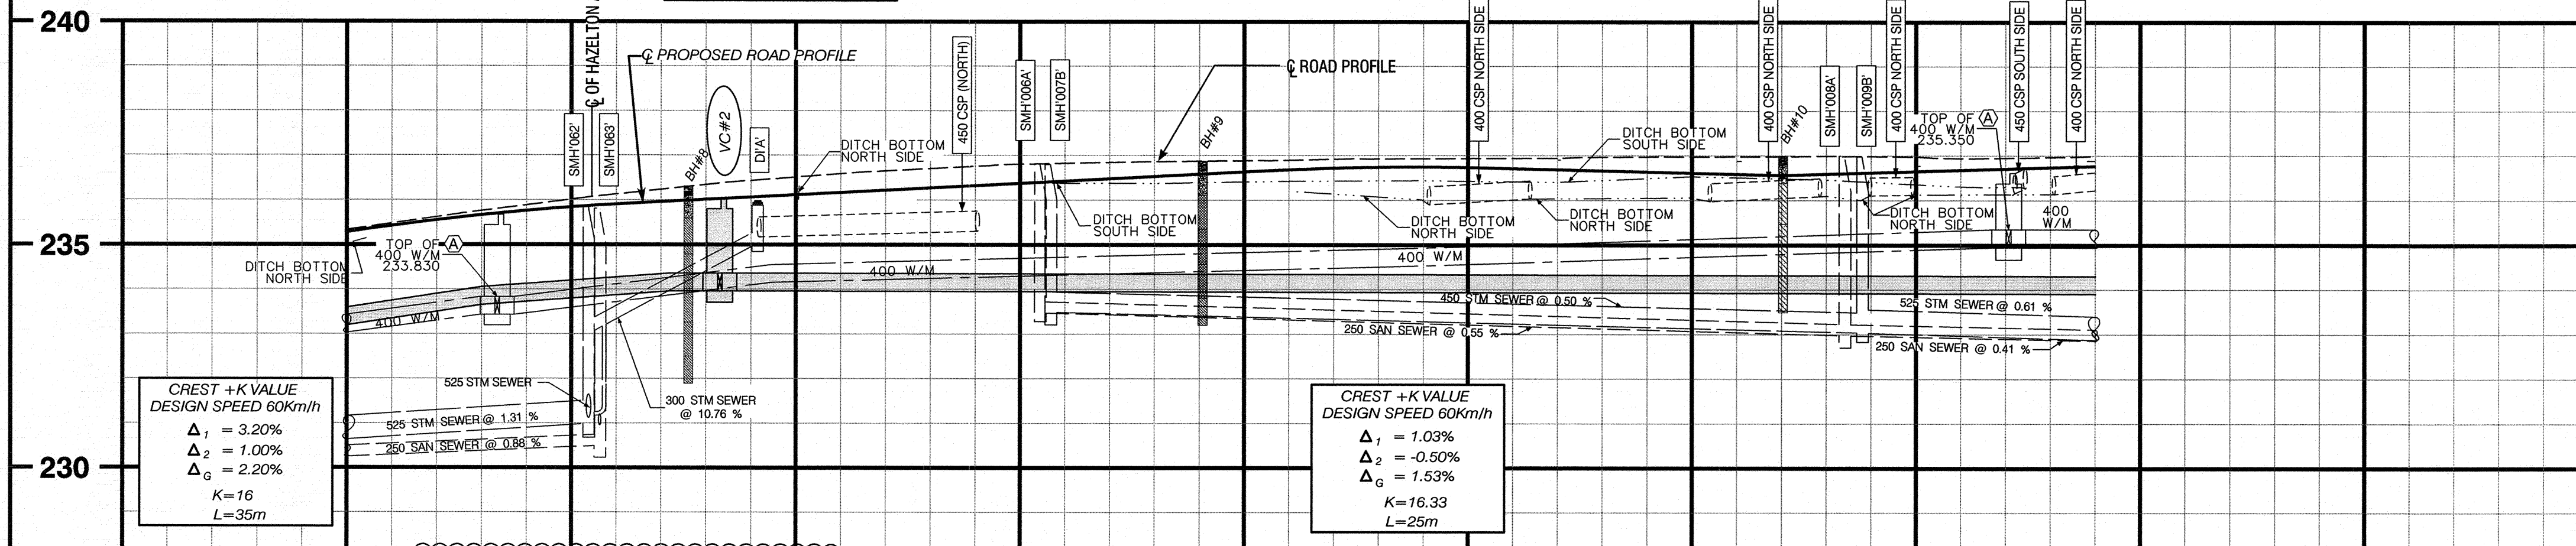 240
235
230
℄ OF HAZELTON
℄ PROPOSED ROAD PROFILE
℄ ROAD PROFILE
SMH'062'
SMH'063'
BH#8
VC#2
DI'A'
DITCH BOTTOM
NORTH SIDE
450 CSP (NORTH)
SMH'006A'
SMH'007B'
BH#9
400 CSP NORTH SIDE
DITCH BOTTOM
SOUTH SIDE
400 CSP NORTH SIDE
BH#10
SMH'008A'
SMH'009B'
400 CSP NORTH SIDE
TOP OF A
400 W/M
235.350
450 CSP SOUTH SIDE
400 CSP NORTH SIDE
DITCH BOTTOM
NORTH SIDE
TOP OF A
400 W/M
233.830
400 W/M
400 W/M
DITCH BOTTOM
SOUTH SIDE
DITCH BOTTOM
NORTH SIDE
DITCH BOTTOM
NORTH SIDE
DITCH BOTTOM
NORTH SIDE
400
W/M
400 W/M
450 STM SEWER @ 0.50 %
250 SAN SEWER @ 0.55 %
525 STM SEWER @ 0.61 %
250 SAN SEWER @ 0.41 %
525 STM SEWER
525 STM SEWER @ 1.31 %
250 SAN SEWER @ 0.88 %
300 STM SEWER
@ 10.76 %
CREST +K VALUE
DESIGN SPEED 60Km/h
Δ1 = 3.20%
Δ2 = 1.00%
ΔG = 2.20%
K=16
L=35m
CREST +K VALUE
DESIGN SPEED 60Km/h
Δ1 = 1.03%
Δ2 = -0.50%
ΔG = 1.53%
K=16.33
L=25m